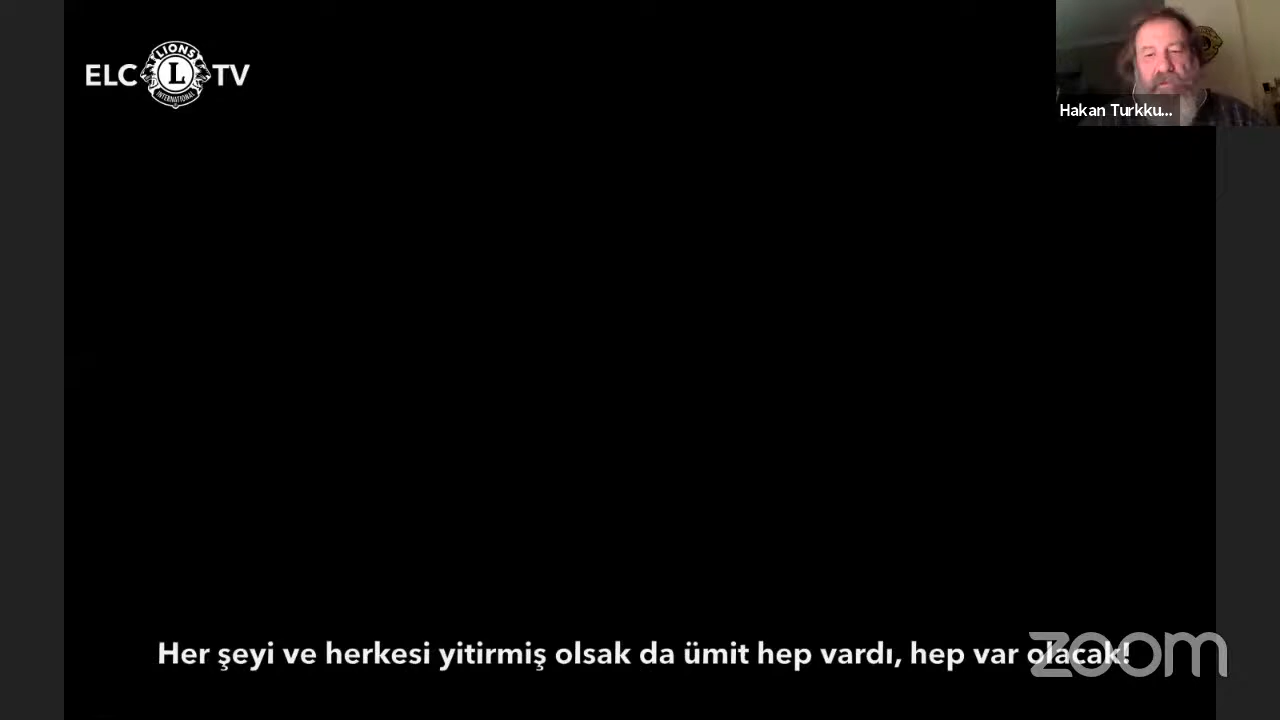 ELC LIONS L INTERNATIONAL TV
Hakan Turkku...
Her şeyi ve herkesi yitirmiş olsak da ümit hep vardı, hep var olacak!
zoom